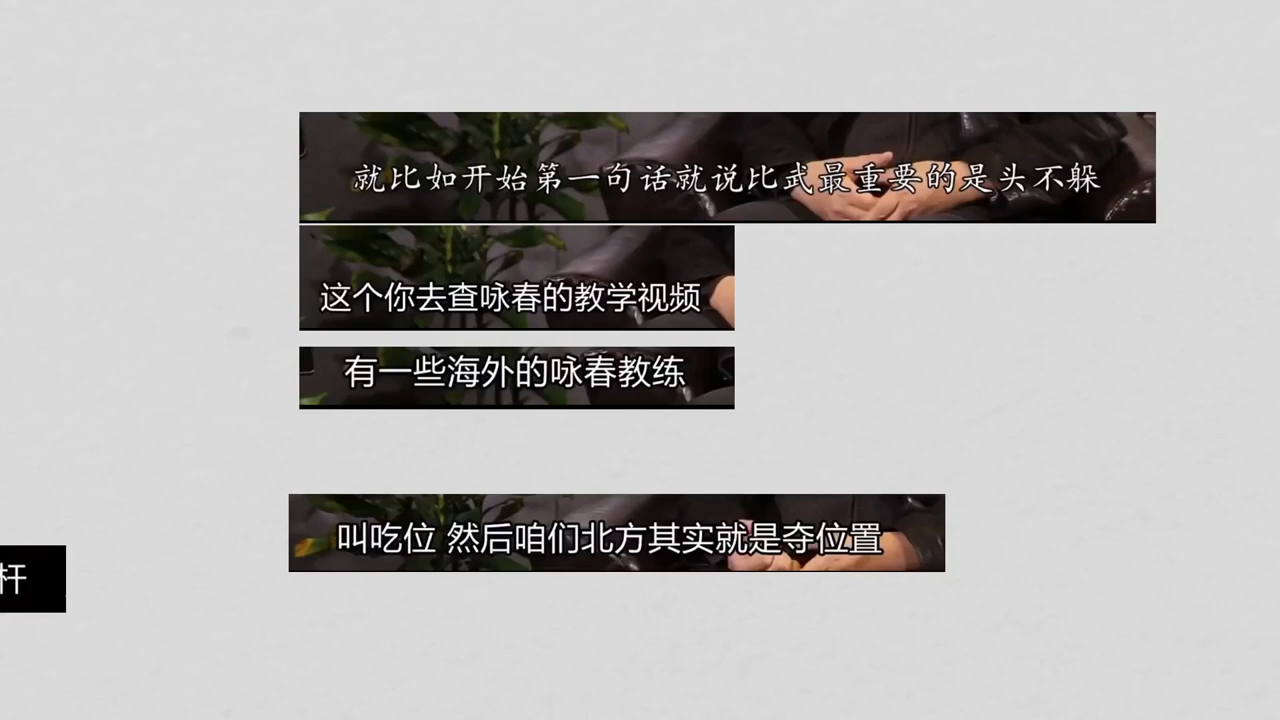 就比如开始第一句话就说比武最重要的是头不躲
这个你去查咏春的教学视频
有一些海外的咏春教练
叫吃位 然后咱们北方其实就是夺位置
杆